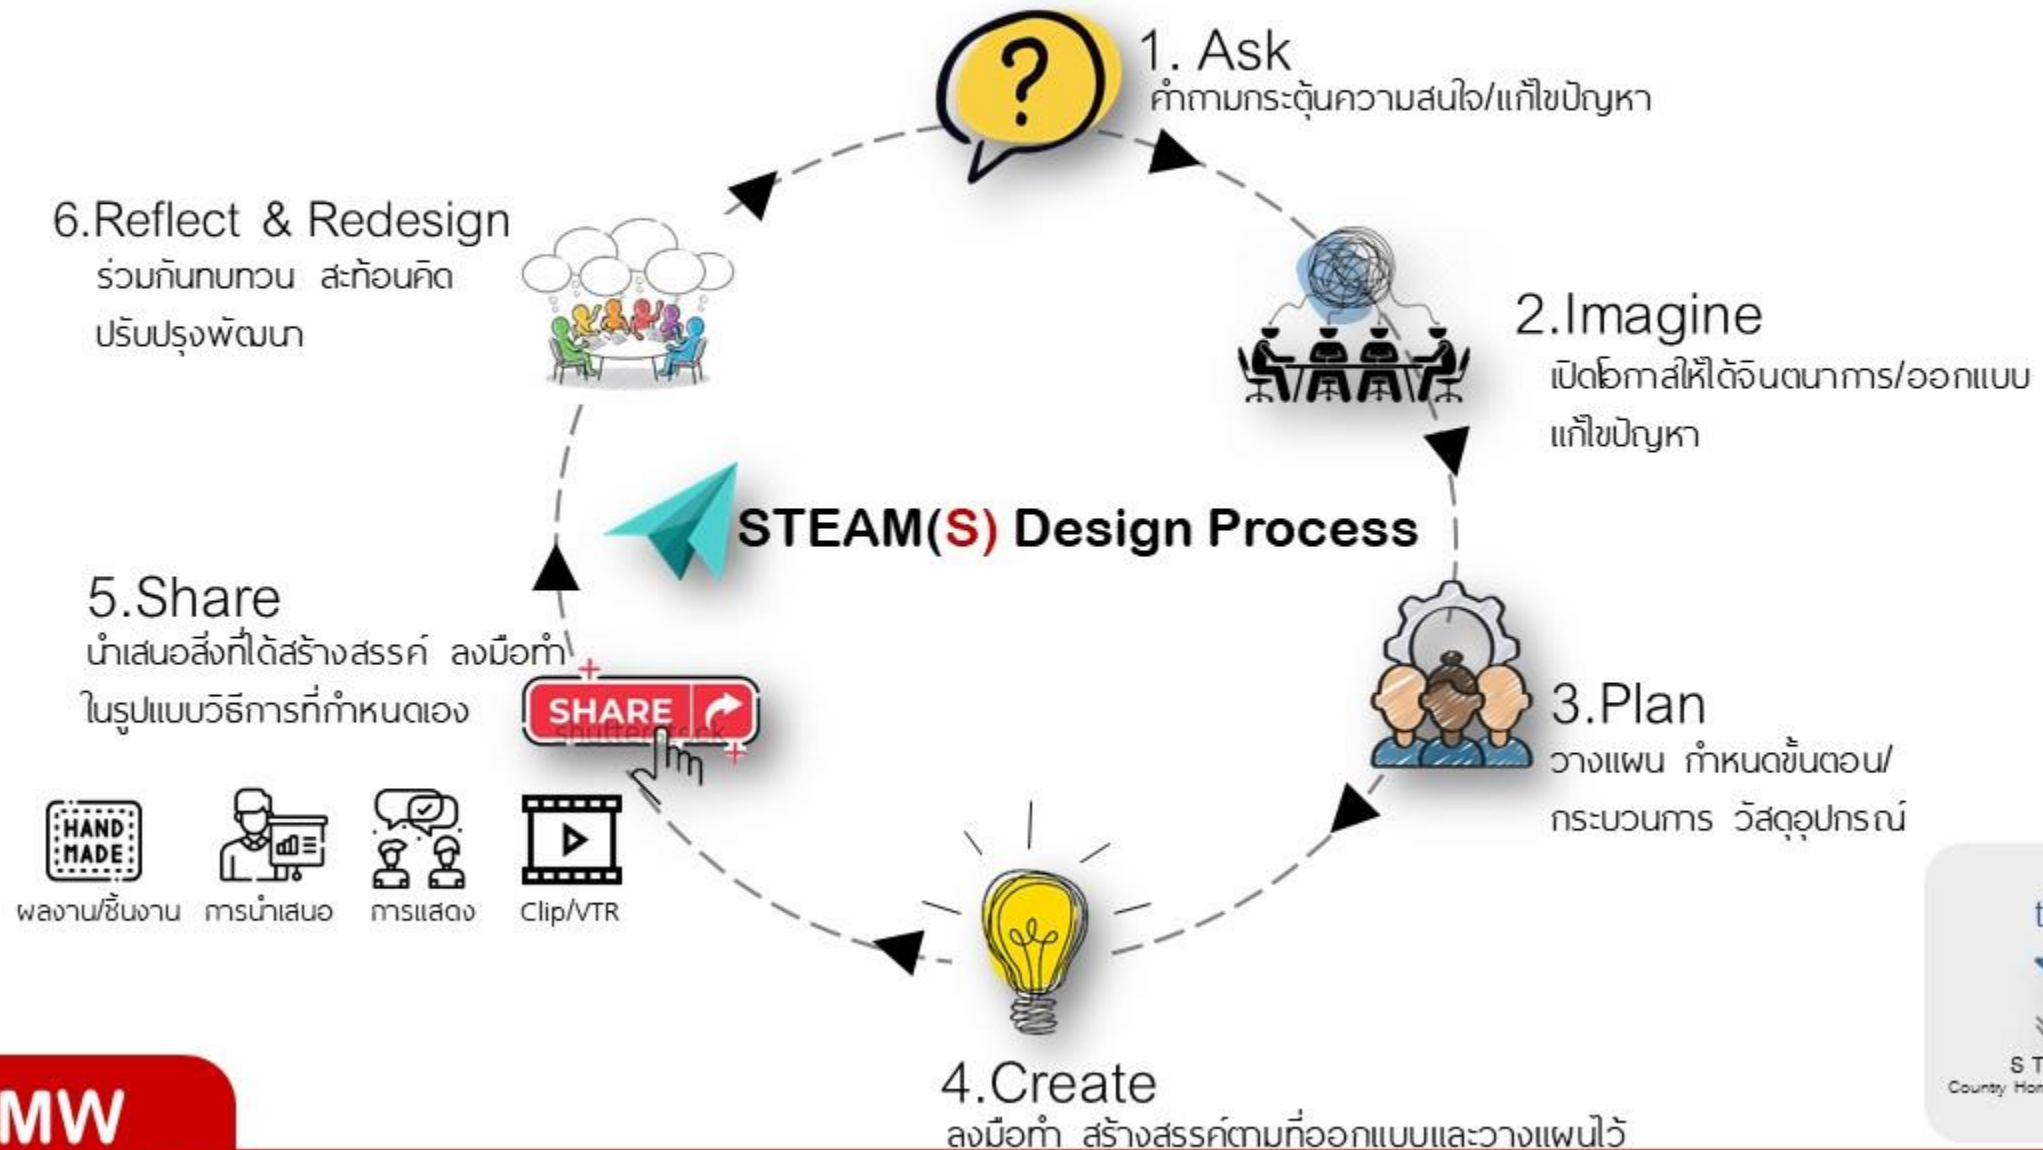 1. Ask
คำถามกระตุ้นความสนใจ/แก้ไขปัญหา
2.Imagine
เปิดโอกาสให้ได้จินตนาการ/ออกแบบ
แก้ไขปัญหา
3.Plan
วางแผน กำหนดขั้นตอน/
กระบวนการ วัสดุอุปกรณ์
4.Create
ลงมือทำ สร้างสรรค์ตามที่ออกแบบและวางแผนไว้
5.Share
นำเสนอสิ่งที่ได้สร้างสรรค์ ลงมือทำ
ในรูปแบบวิธีการที่กำหนดเอง
SHARE
shutterstock
HAND
MADE
ผลงาน/ชิ้นงาน การนำเสนอ การแสดง Clip/VTR
6.Reflect & Redesign
ร่วมกันทบทวน สะท้อนคิด
ปรับปรุงพัฒนา
STEAM(S) Design Process
MW
t
S T
Country Hom